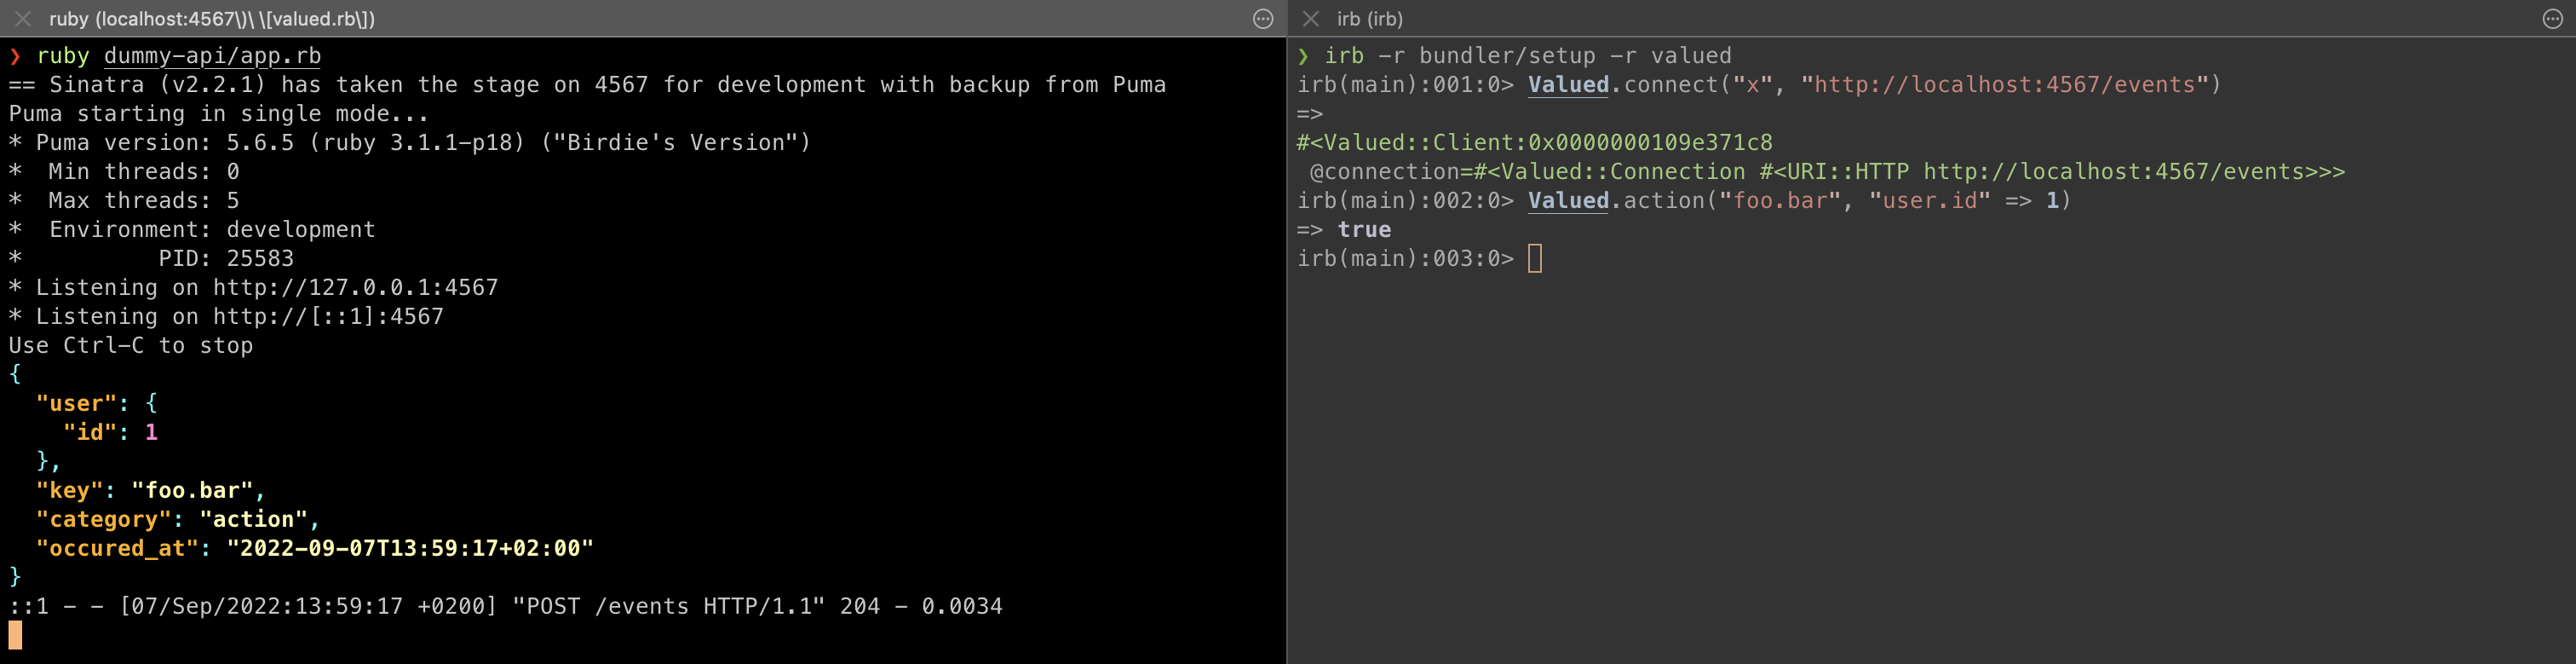 ruby (localhost:4567\)\ \[valued.rb\])
❯ ruby dummy-api/app.rb
== Sinatra (v2.2.1) has taken the stage on 4567 for development with backup from Puma
Puma starting in single mode...
* Puma version: 5.6.5 (ruby 3.1.1-p18) ("Birdie's Version")
*  Min threads: 0
*  Max threads: 5
*  Environment: development
*          PID: 25583
* Listening on http://127.0.0.1:4567
* Listening on http://[::1]:4567
Use Ctrl-C to stop
{
  "user": {
    "id": 1
  },
  "key": "foo.bar",
  "category": "action",
  "occured_at": "2022-09-07T13:59:17+02:00"
}
::1 - - [07/Sep/2022:13:59:17 +0200] "POST /events HTTP/1.1" 204 - 0.0034
irb (irb)
❯ irb -r bundler/setup -r valued
irb(main):001:0> Valued.connect("x", "http://localhost:4567/events")
=>
#<Valued::Client:0x0000000109e371c8
 @connection=#<Valued::Connection #<URI::HTTP http://localhost:4567/events>>>
irb(main):002:0> Valued.action("foo.bar", "user.id" => 1)
=> true
irb(main):003:0>